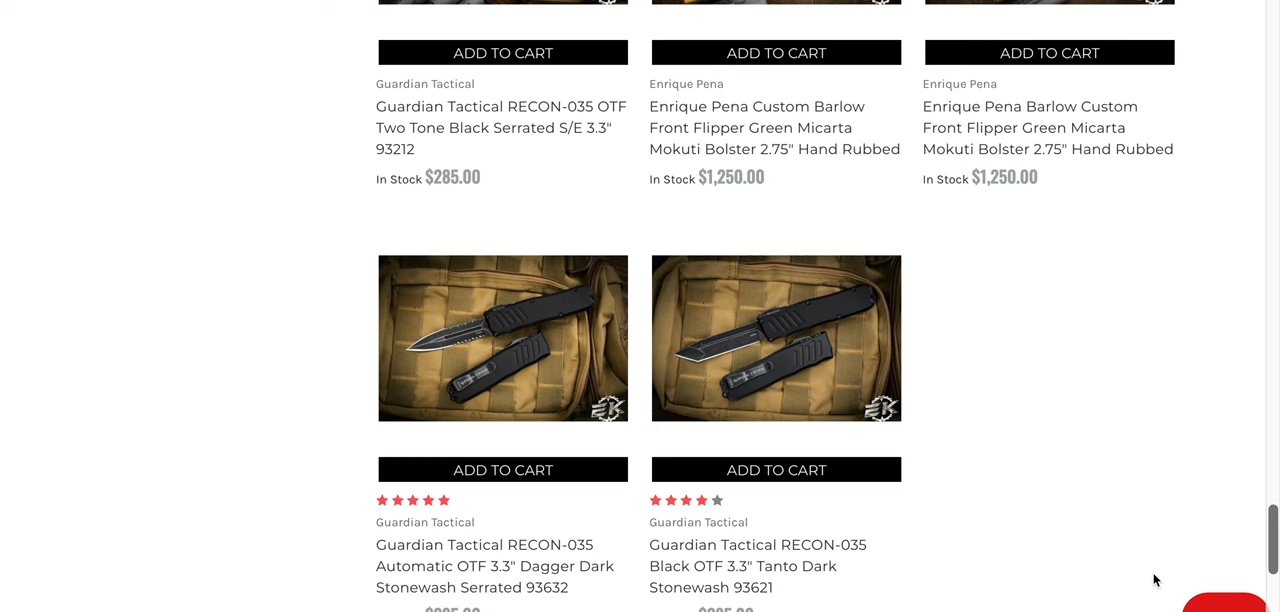 ADD TO CART
ADD TO CART
ADD TO CART
Guardian Tactical
Guardian Tactical RECON-035 OTF
Two Tone Black Serrated S/E 3.3"
93212
In Stock $285.00
Enrique Pena
Enrique Pena Custom Barlow
Front Flipper Green Micarta
Mokuti Bolster 2.75" Hand Rubbed
In Stock $1,250.00
Enrique Pena
Enrique Pena Barlow Custom
Front Flipper Green Micarta
Mokuti Bolster 2.75" Hand Rubbed
In Stock $1,250.00
EK
EK
ADD TO CART
ADD TO CART
Guardian Tactical
Guardian Tactical RECON-035
Automatic OTF 3.3" Dagger Dark
Stonewash Serrated 93632
Guardian Tactical
Guardian Tactical RECON-035
Black OTF 3.3" Tanto Dark
Stonewash 93621